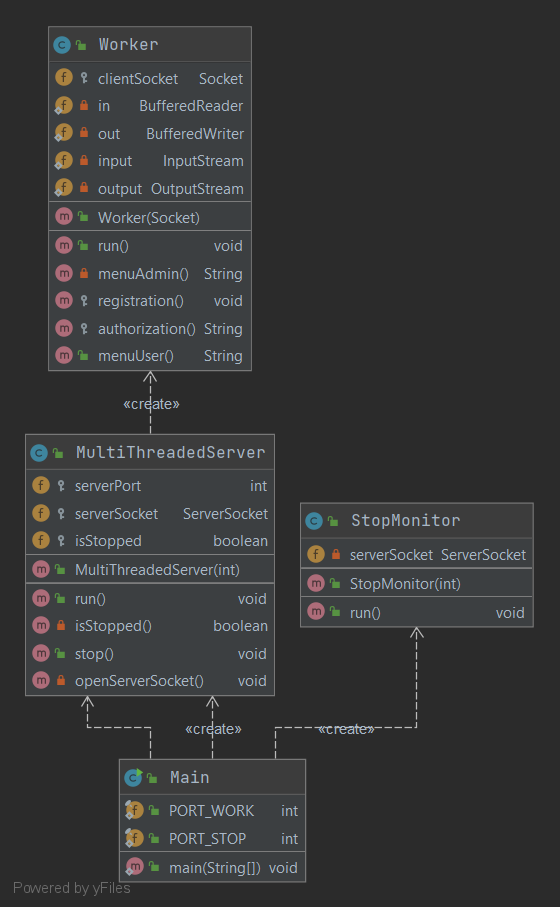 Worker
clientSocket Socket
in BufferedReader
out BufferedWriter
input InputStream
output OutputStream
Worker(Socket)
run() void
menuAdmin() String
registration() void
authorization() String
menuUser() String
«create»
MultiThreadedServer
serverPort int
serverSocket ServerSocket
isStopped boolean
MultiThreadedServer(int)
run() void
isStopped() boolean
stop() void
openServerSocket() void
StopMonitor
serverSocket ServerSocket
StopMonitor(int)
run() void
«create»
«create»
Main
PORT_WORK int
PORT_STOP int
main(String[]) void
Powered by yFiles